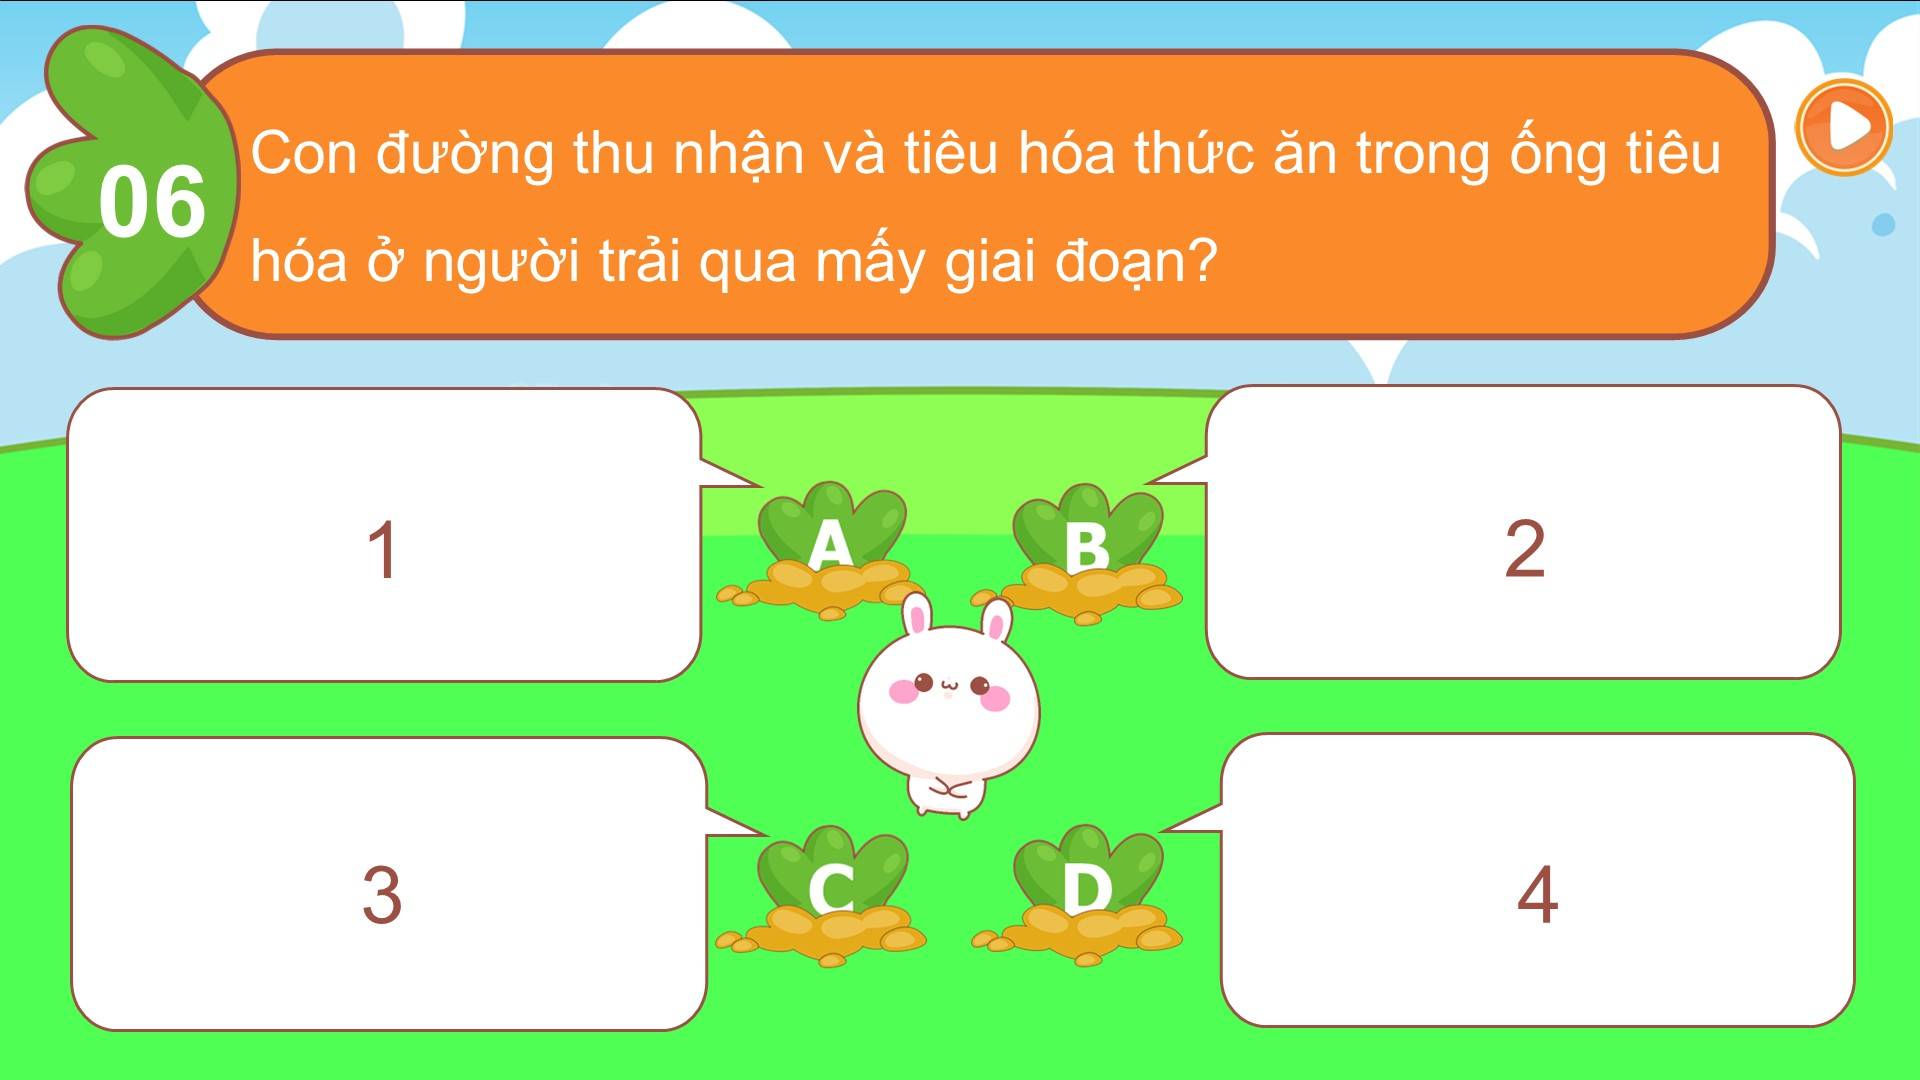 06
Con đường thu nhận và tiêu hóa thức ăn trong ống tiêu
hóa ở người trải qua mấy giai đoạn?
1
A
B
2
3
C
D
4